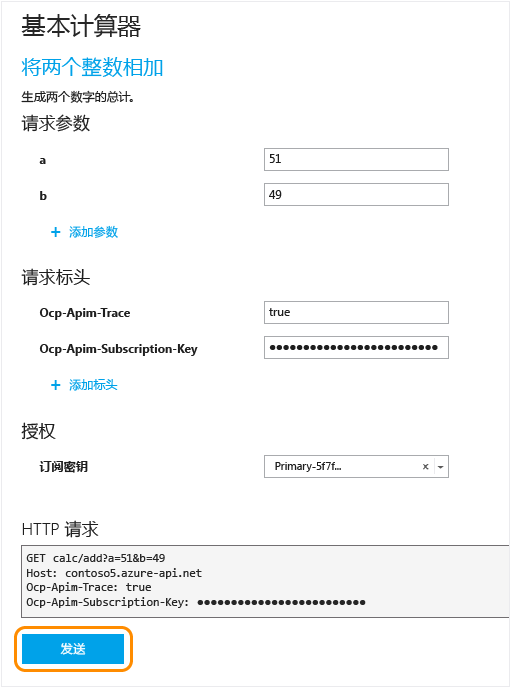 基本计算器
将两个整数相加
生成两个数字的总计。
请求参数
a 51
b 49
+ 添加参数
请求标头
Ocp-Apim-Trace true
Ocp-Apim-Subscription-Key ●●●●●●●●●●●●●●●●●●●●●●●●●
+ 添加标头
授权
订阅密钥 Primary-5f7f... ×
HTTP 请求
GET calc/add?a=51&b=49
Host: contoso5.azure-api.net
Ocp-Apim-Trace: true
Ocp-Apim-Subscription-Key: ●●●●●●●●●●●●●●●●●●●●●●●●●
发送